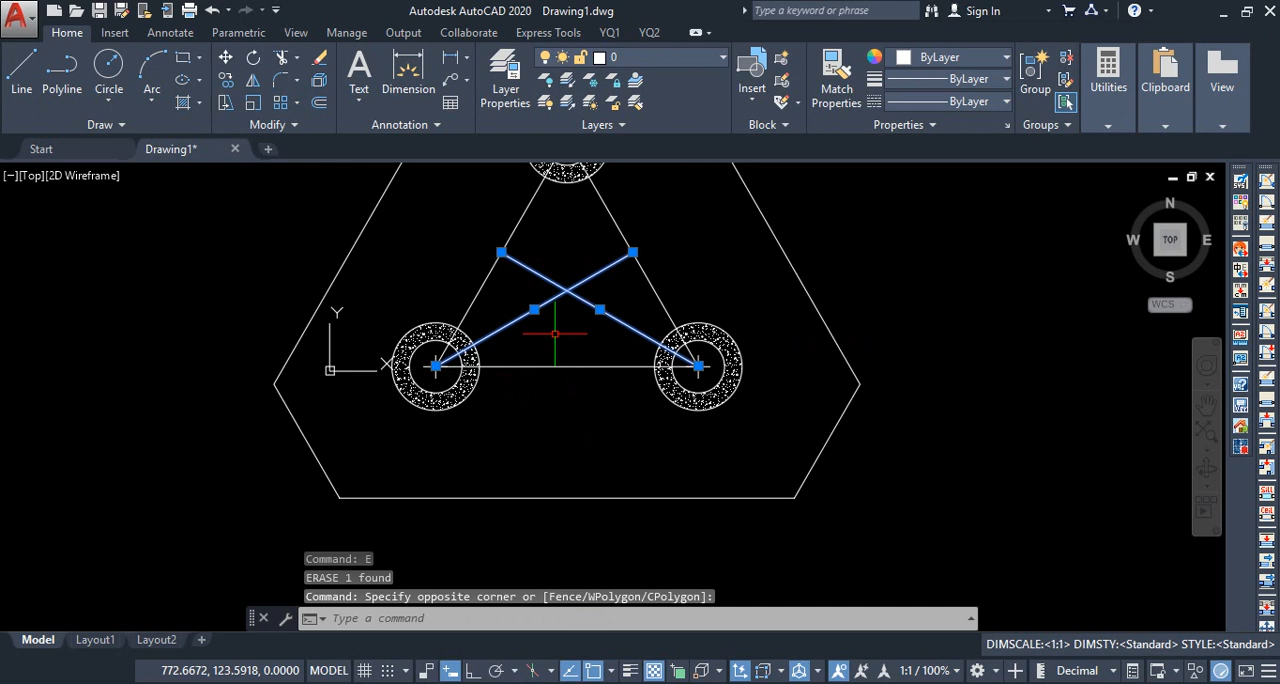 Autodesk AutoCAD 2020 Drawing1.dwg
Type a keyword or phrase
Sign In
Home Insert Annotate Parametric View Manage Output Collaborate Express Tools YQ1 YQ2
Line Polyline Circle Arc
Text Dimension
Layer Properties
0
Insert
Match Properties
ByLayer
ByLayer
ByLayer
Group
Utilities
Clipboard
View
Draw Modify Annotation Layers Block Properties Groups
Start Drawing1*
[−][Top][2D Wireframe]
N
W TOP E
S
WCS
Y
X
Command: E
ERASE 1 found
Command: Specify opposite corner or [Fence/WPolygon/CPolygon]:
Type a command
Model Layout1 Layout2
DIMSCALE:<1:1> DIMSTY:<Standard> STYLE:<Standard>
772.6672, 123.5918, 0.0000 MODEL 1:1 / 100% Decimal